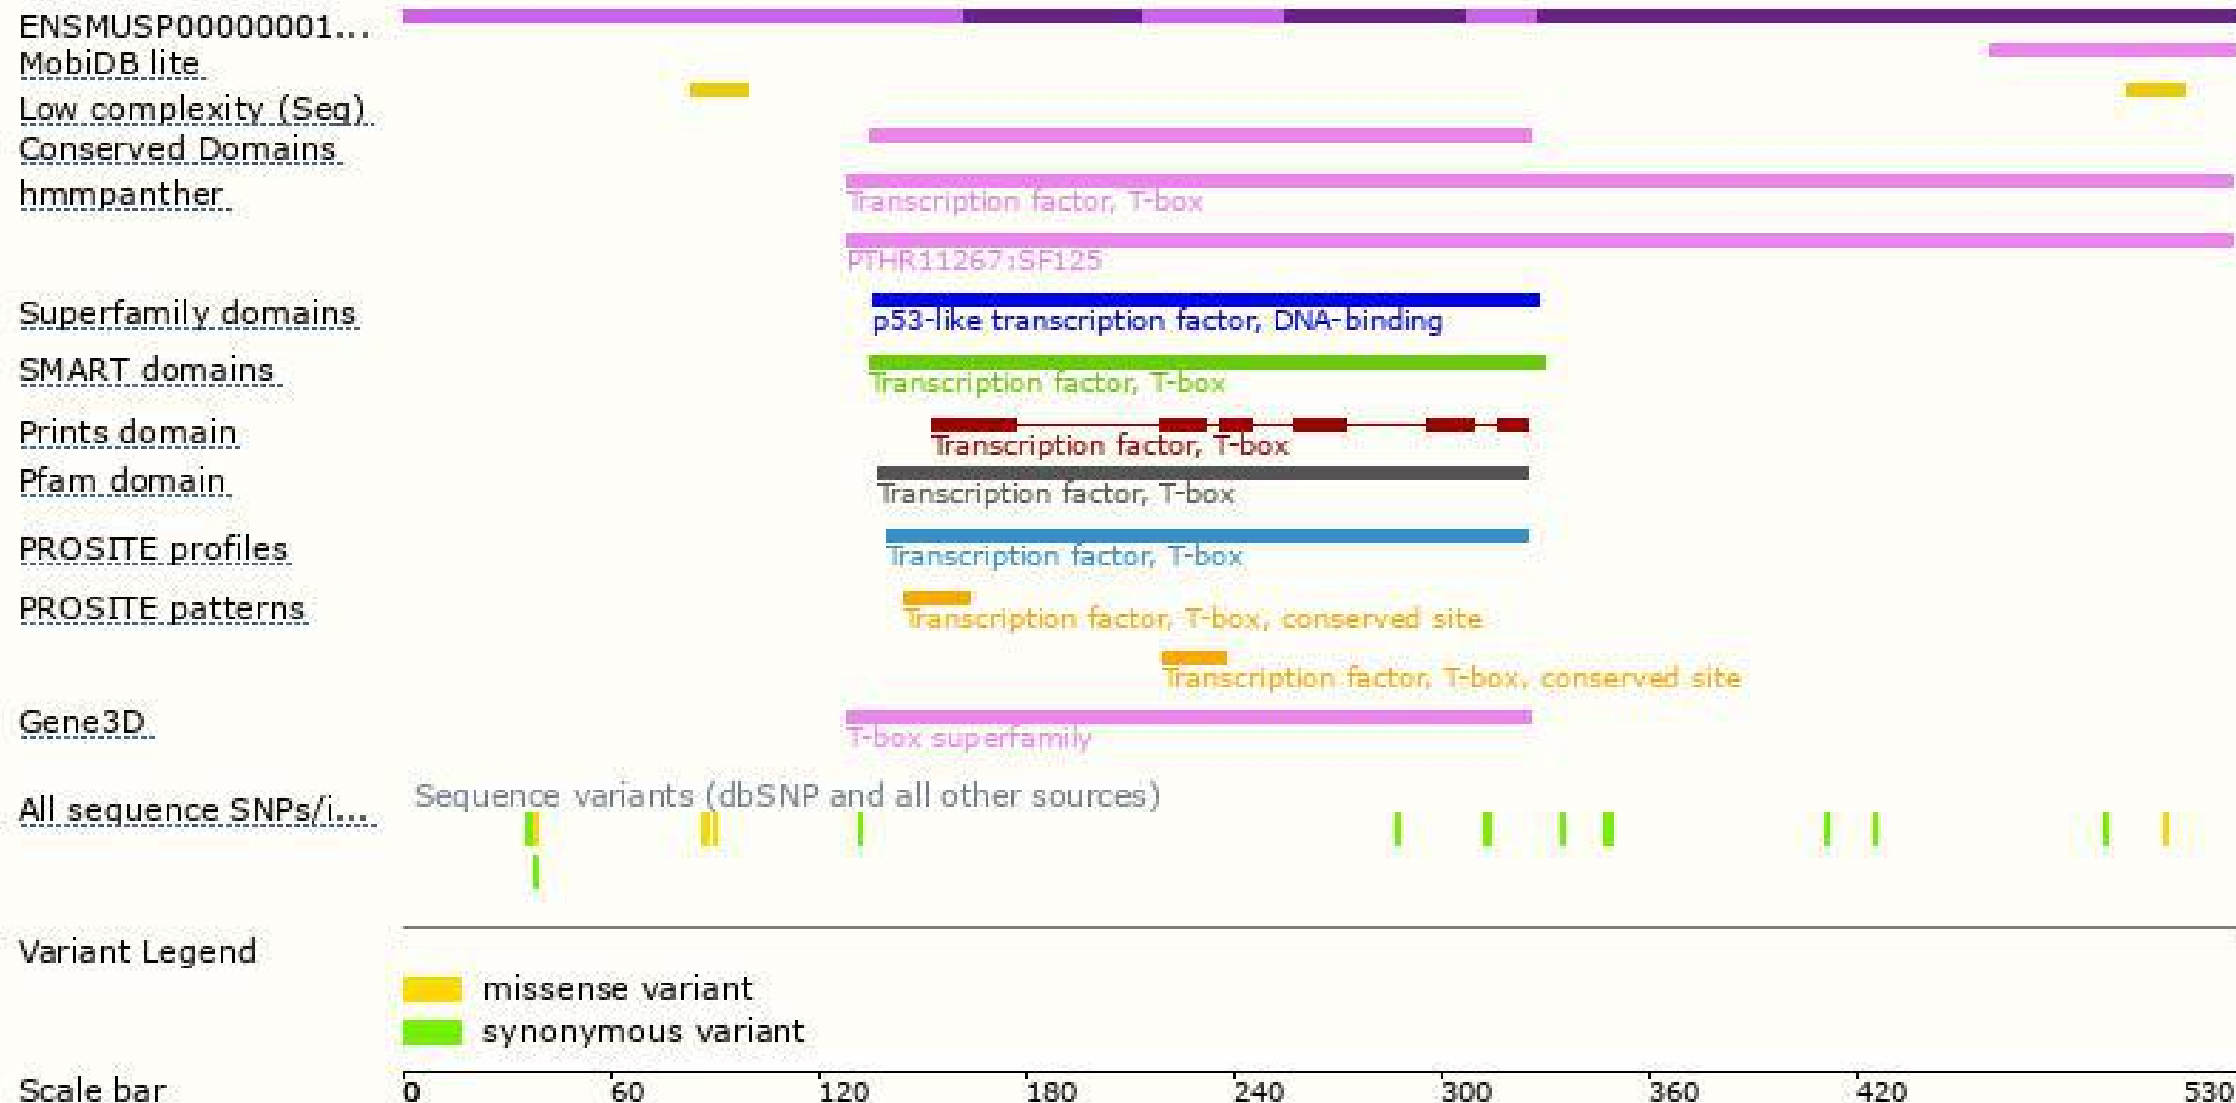 ENSMUSP00000001...
MobiDB lite
Low complexity (Seg)
Conserved Domains
hmmpanther
Transcription factor, T-box
PTHR11267:SF125
Superfamily domains
p53-like transcription factor, DNA-binding
SMART domains
Transcription factor, T-box
Prints domain
Transcription factor, T-box
Pfam domain
Transcription factor, T-box
PROSITE profiles
Transcription factor, T-box
PROSITE patterns
Transcription factor, T-box, conserved site
Transcription factor, T-box, conserved site
Gene3D
T-box superfamily
All sequence SNPs/i...
Sequence variants (dbSNP and all other sources)
Variant Legend
missense variant
synonymous variant
Scale bar 0 60 120 180 240 300 360 420 530